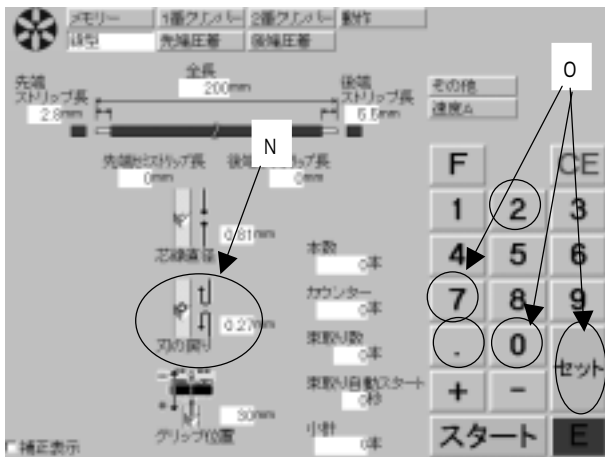 メモリー 1番クリンパー 2番クリンパー 動作
線型 先端圧着 後端圧着
O
全長
200mm
先端
ストリップ長
2.8mm
後端
ストリップ長
5.5mm
その他
速度A
N
先端セミストリップ長
0mm
後端 リップ長
0mm
F CE
1 2 3
4 5 6
7 8 9
. 0 セット
+ -
スタート E
0.81mm
芯線直径
0.27mm
刃の戻り
30mm
グリップ位置
本数
0本
カウンター
0本
束取り数
0本
束取り自動スタート
0秒
小計
0本
補正表示